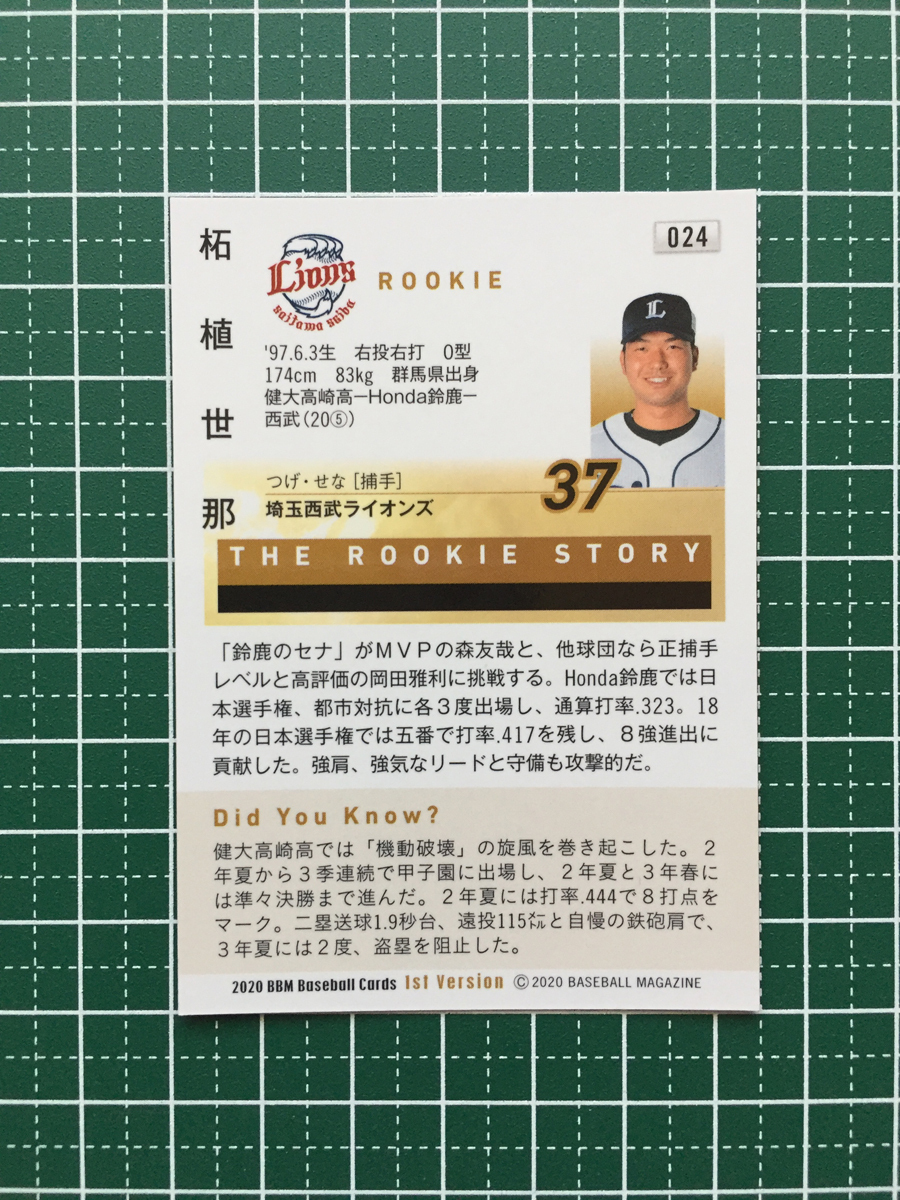 024
柘植世那
Lions
saitama seibu
ROOKIE
'97.6.3生　右投右打　O型
174cm　83kg　群馬県出身
健大高崎高ーHonda鈴鹿ー
西武(20⑤)
つげ・せな［捕手］
37
埼玉西武ライオンズ
THE ROOKIE STORY
「鈴鹿のセナ」がMVPの森友哉と、他球団なら正捕手
レベルと高評価の岡田雅利に挑戦する。Honda鈴鹿では日
本選手権、都市対抗に各3度出場し、通算打率.323。18
年の日本選手権では五番で打率.417を残し、8強進出に
貢献した。強肩、強気なリードと守備も攻撃的だ。
Did You Know?
健大高崎高では「機動破壊」の旋風を巻き起こした。2
年夏から3季連続で甲子園に出場し、2年夏と3年春に
は準々決勝まで進んだ。2年夏には打率.444で8打点を
マーク。二塁送球1.9秒台、遠投115㍍と自慢の鉄砲肩で、
3年夏には2度、盗塁を阻止した。
2020 BBM Baseball Cards 1st Version ©2020 BASEBALL MAGAZINE